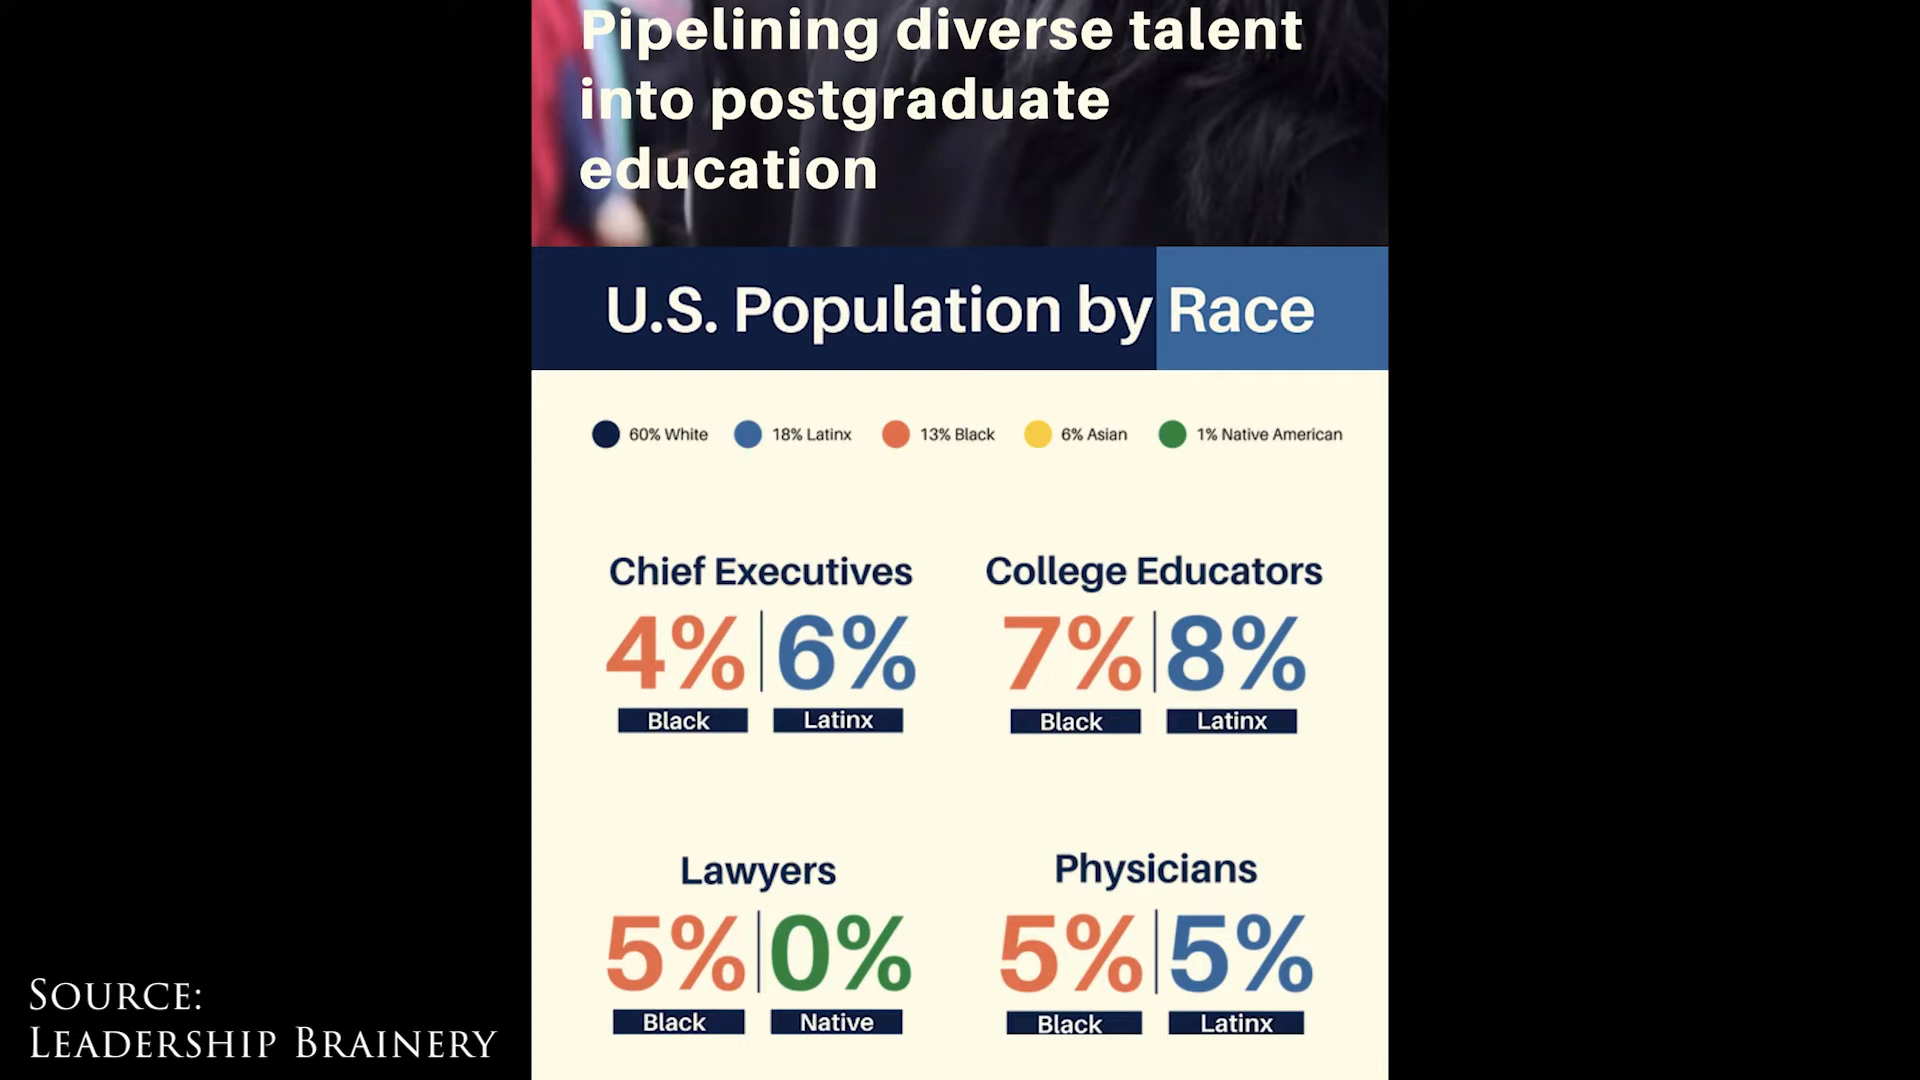 Pipelining diverse talent
into postgraduate
education
U.S. Population by Race
60% White 18% Latinx 13% Black 6% Asian 1% Native American
Chief Executives
4% 6%
Black Latinx
College Educators
7% 8%
Black Latinx
Lawyers
5% 0%
Black Native
Physicians
5% 5%
Black Latinx
SOURCE:
LEADERSHIP BRAINERY